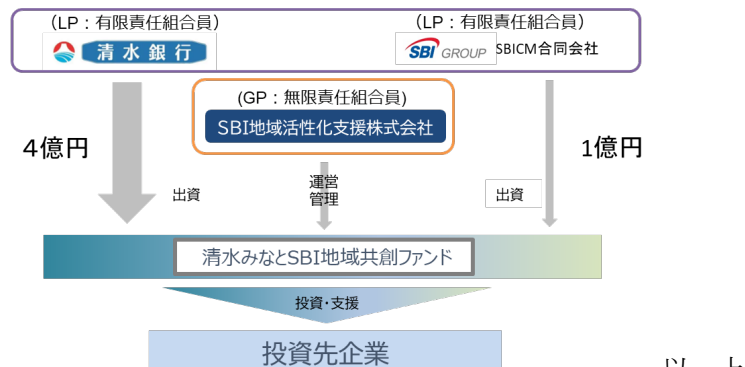 (LP：有限責任組合員)
(LP：有限責任組合員)
清水銀行
SBI GROUP SBICM合同会社
(GP：無限責任組合員)
SBI地域活性化支援株式会社
4億円
1億円
出資
運営
管理
出資
清水みなとSBI地域共創ファンド
投資・支援
投資先企業
以 上